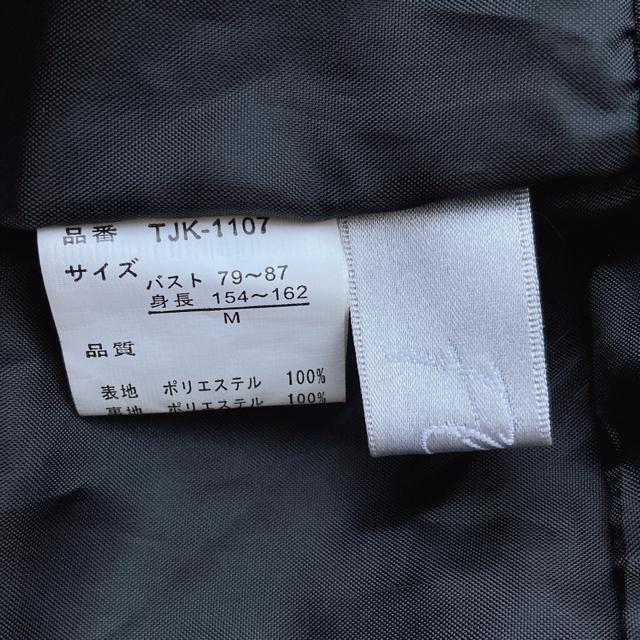 品番 TJK-1107
サイズ バスト 79～87
身長 154～162
M
品質
表地 ポリエステル 100%
裏地 ポリエステル 100%